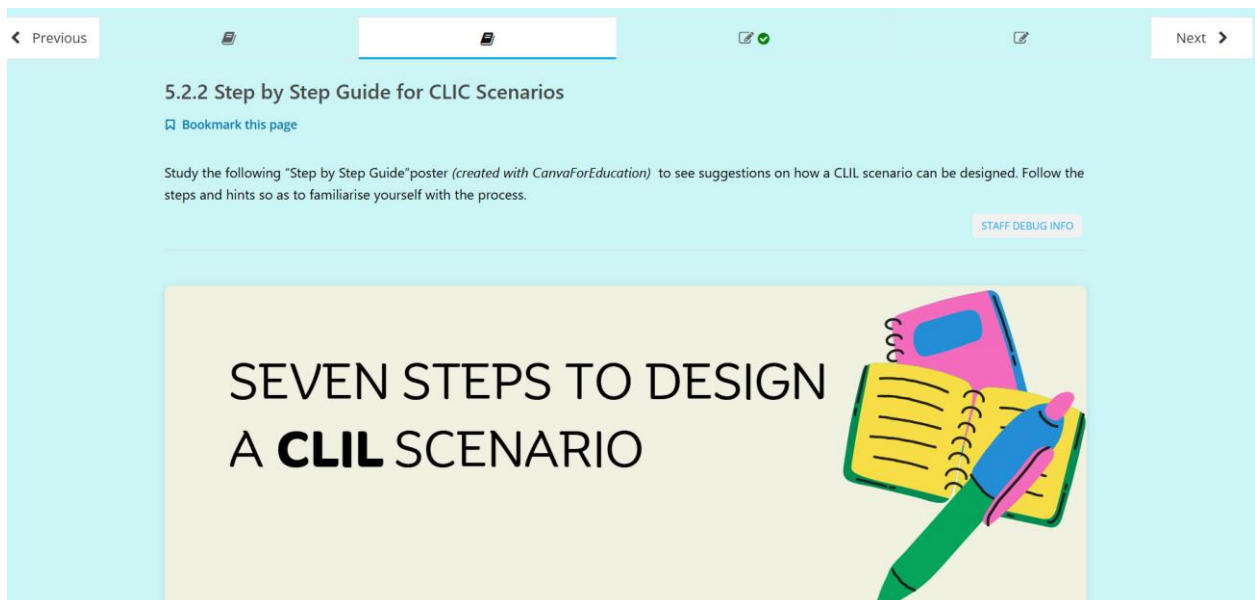 Previous
Next
5.2.2 Step by Step Guide for CLIC Scenarios
Bookmark this page
Study the following "Step by Step Guide"poster (created with CanvaForEducation) to see suggestions on how a CLIL scenario can be designed. Follow the
steps and hints so as to familiarise yourself with the process.
STAFF DEBUG INFO
SEVEN STEPS TO DESIGN
A CLIL SCENARIO